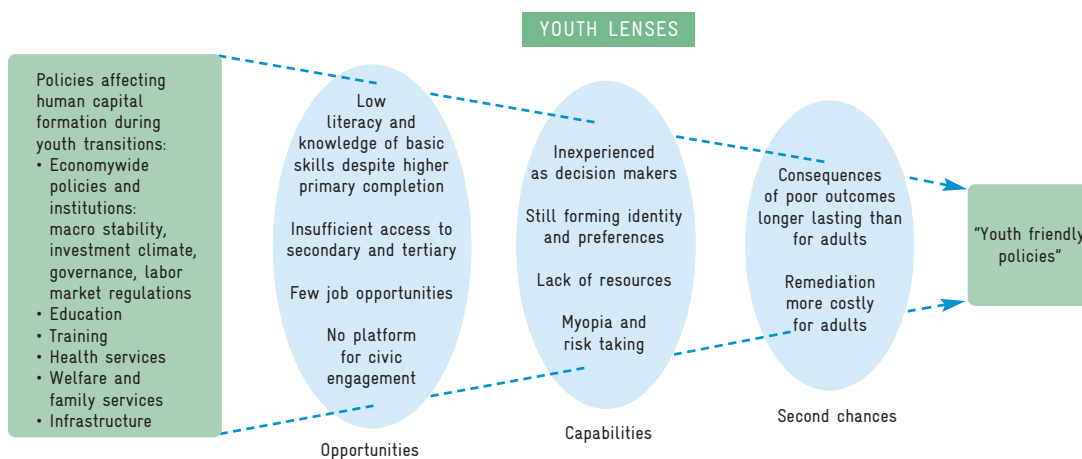 YOUTH LENSES
Policies affecting
human capital
formation during
youth transitions:
• Economywide
policies and
institutions:
macro stability,
investment climate,
governance, labor
market regulations
• Education
• Training
• Health services
• Welfare and
family services
• Infrastructure
Low
literacy and
knowledge of basic
skills despite higher
primary completion
Insufficient access to
secondary and tertiary
Few job opportunities
No platform
for civic
engagement
Opportunities
Inexperienced
as decision makers
Still forming identity
and preferences
Lack of resources
Myopia and
risk taking
Capabilities
Consequences
of poor outcomes
longer lasting than
for adults
Remediation
more costly
for adults
Second chances
"Youth friendly
policies"